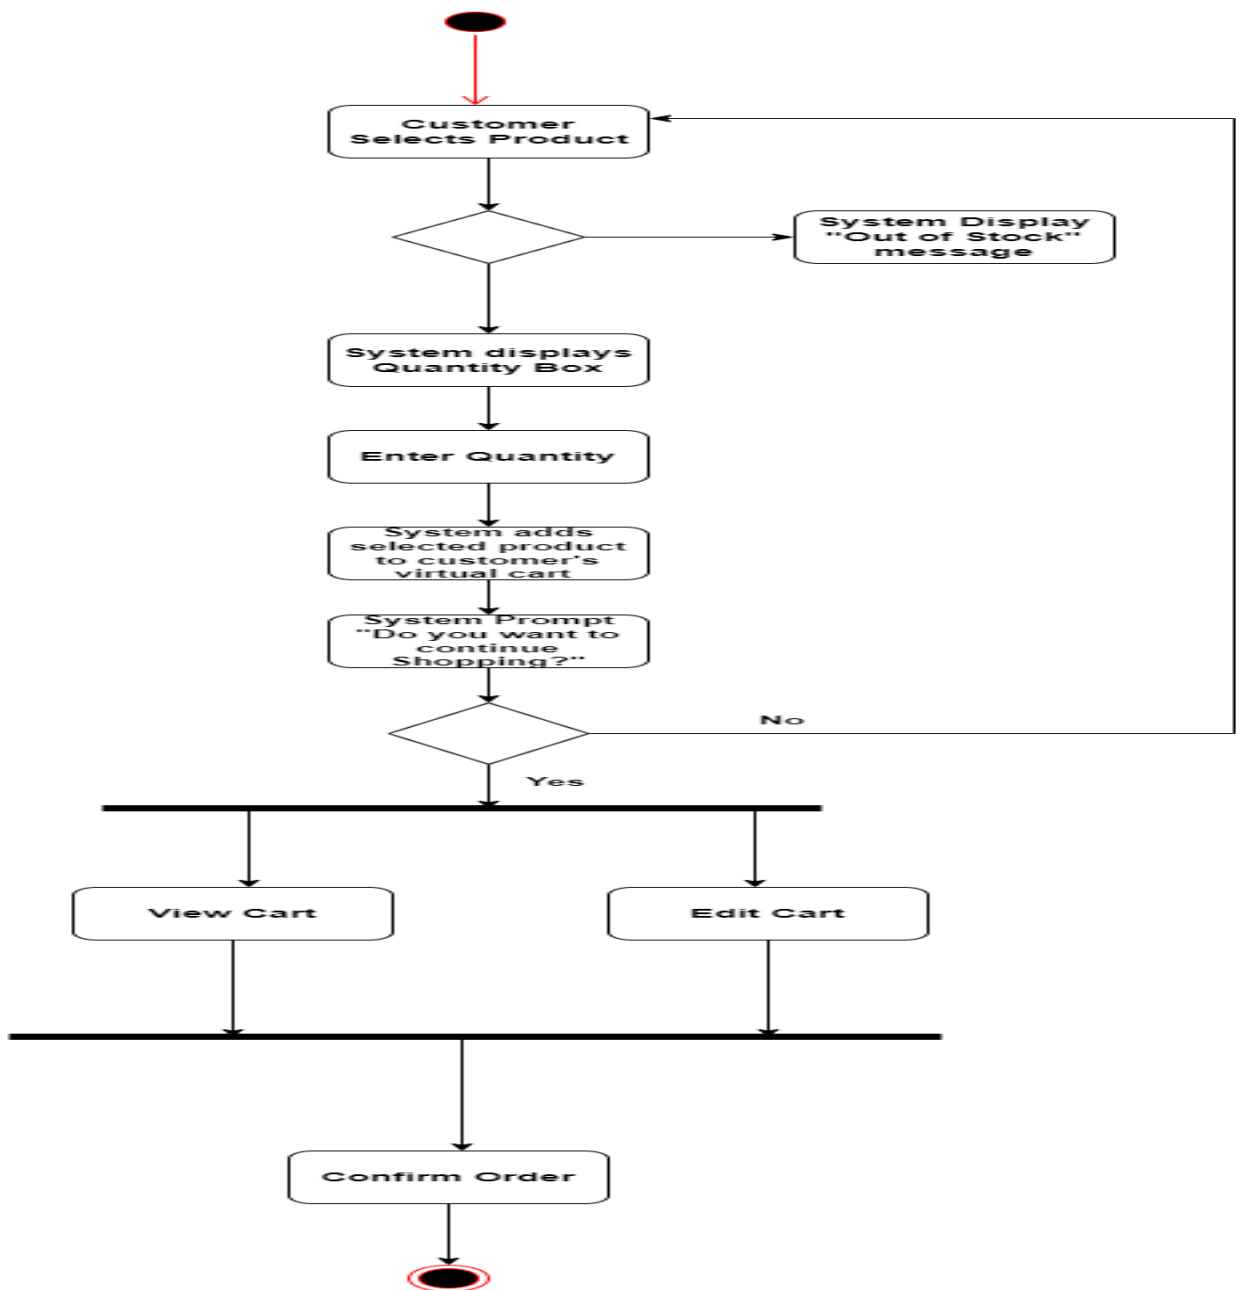 Customer
Selects Product
System Display
"Out of Stock"
message
System displays
Quantity Box
Enter Quantity
System adds
selected product
to customer's
virtual cart
System Prompt
"Do you want to
continue
Shopping?"
No
Yes
View Cart
Edit Cart
Confirm Order